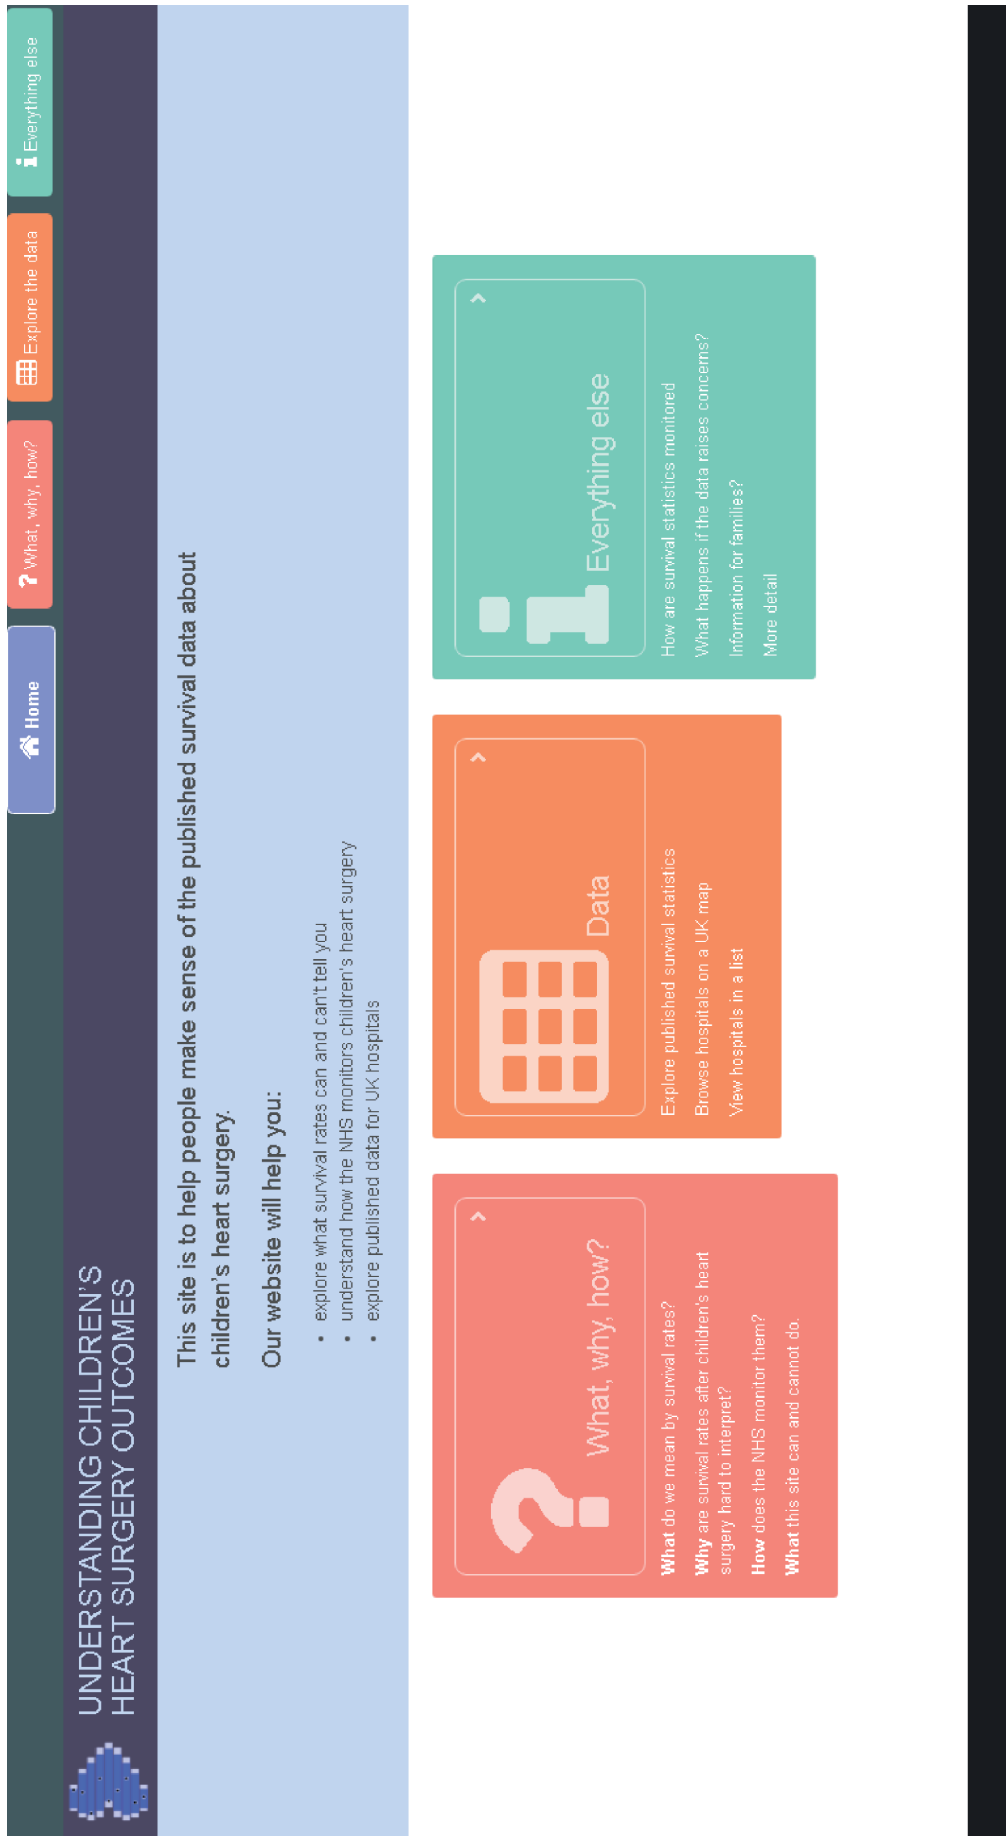 Home
? What, why, how?
Explore the data
i Everything else
UNDERSTANDING CHILDREN'S
HEART SURGERY OUTCOMES
This site is to help people make sense of the published survival data about
children's heart surgery.
Our website will help you:
• explore what survival rates can and can't tell you
• understand how the NHS monitors children's heart surgery
• explore published data for UK hospitals
? What, why, how? >
What do we mean by survival rates?
Why are survival rates after children's heart
surgery hard to interpret?
How does the NHS monitor them?
What this site can and cannot do.
Data >
Explore published survival statistics
Browse hospitals on a UK map
View hospitals in a list
i Everything else >
How are survival statistics monitored
What happens if the data raises concerns?
Information for families?
More detail